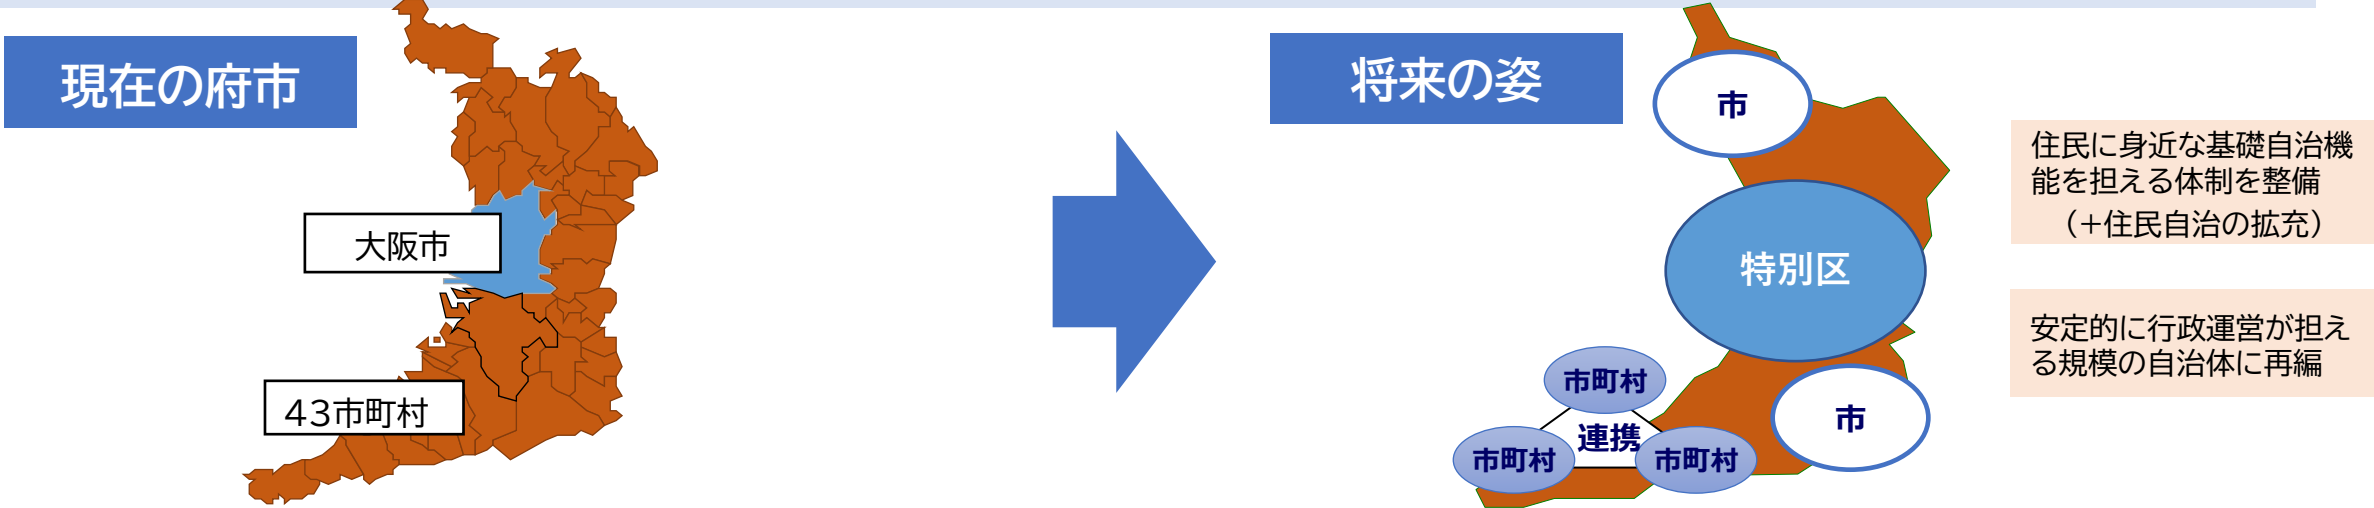 現在の府市
大阪市
43市町村
将来の姿
市
特別区
市町村
連携
市町村
市町村
市
住民に身近な基礎自治機
能を担える体制を整備
（+住民自治の拡充）
安定的に行政運営が担え
る規模の自治体に再編